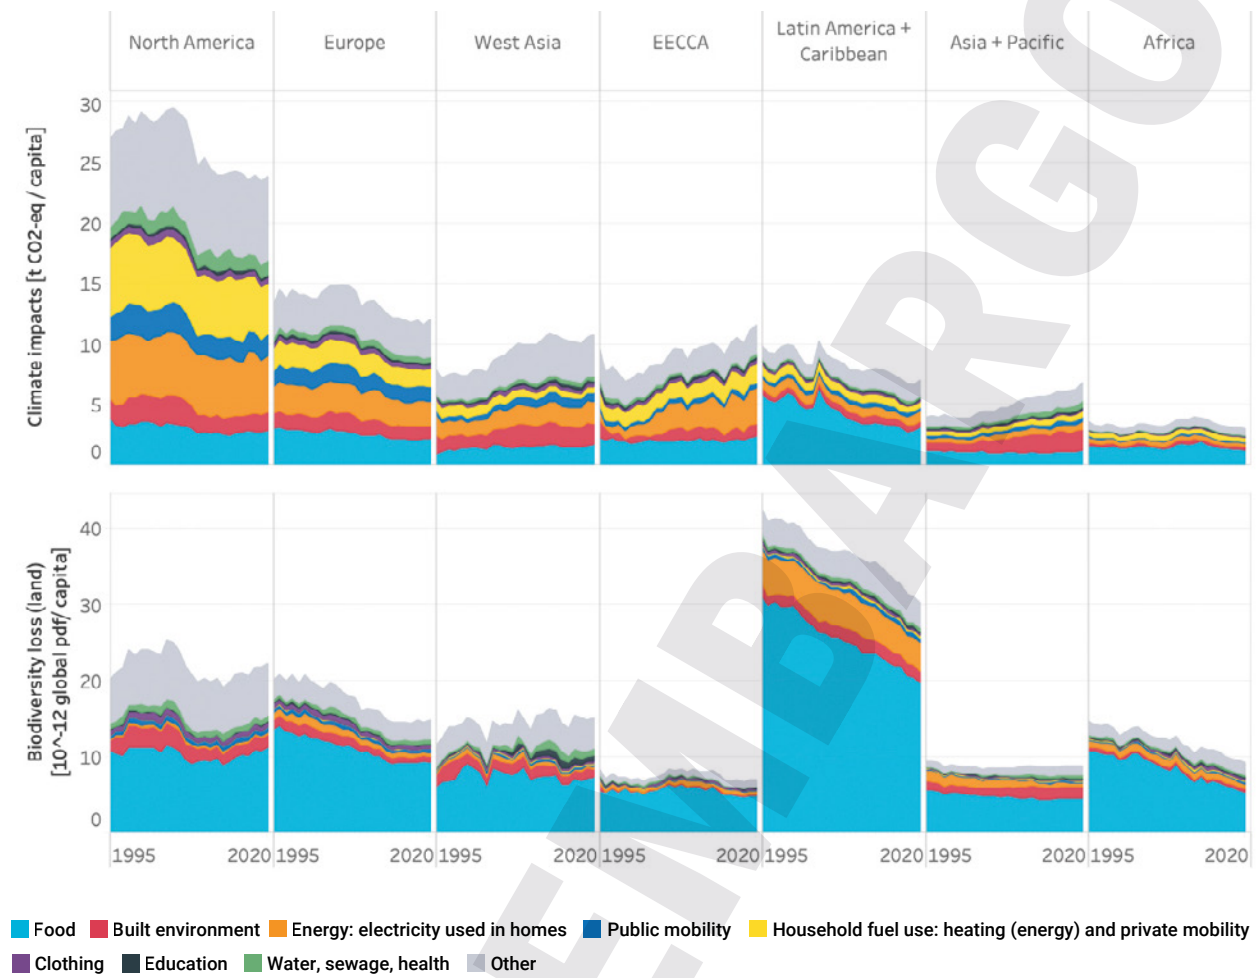 North America Europe West Asia EECCA Latin America + Caribbean Asia + Pacific Africa
Climate impacts [t CO2-eq / capita]
30
25
20
15
10
5
0
Biodiversity loss (land)
[10^-12 global pdf/ capita]
40
30
20
10
0
1995 2020 1995 2020 1995 2020 1995 2020 1995 2020 1995 2020 1995 2020
Food Built environment Energy: electricity used in homes Public mobility Household fuel use: heating (energy) and private mobility
Clothing Education Water, sewage, health Other
EMBARGO